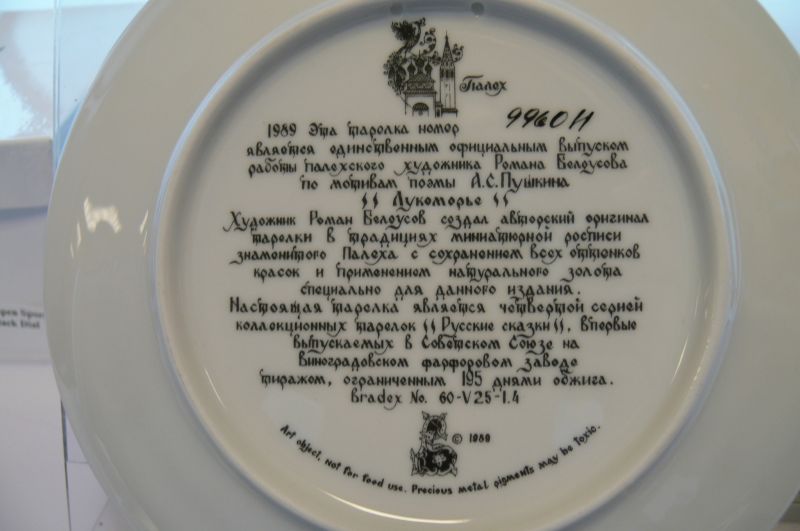 Палех
9960И
1989 Эта тарелка номер
является единственным официальным выпуском
работы палехского художника Романа Белоусова
по мотивам поэмы А.С.Пушкина
"Лукоморье"
Художник Роман Белоусов создал авторский оригинал
тарелки в традициях миниатюрной росписи
знаменитого Палеха с сохранением всех оттенков
красок и применением натурального золота
специально для данного издания.
Настоящая тарелка является четвертой серией
коллекционных тарелок "Русские сказки", впервые
выпускаемых в Советском Союзе на
Виноградовском фарфоровом заводе
тиражом, ограниченным 195 днями обжига.
Bradex No. 60-V25-1.4
© 1989
Art object, not for food use. Precious metal pigments may be toxic.